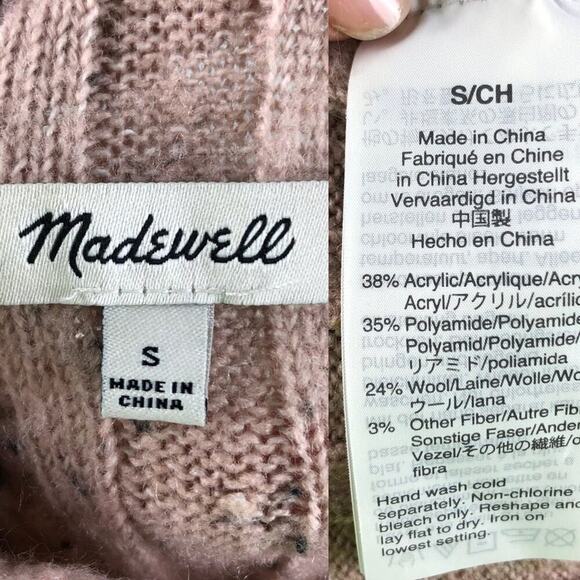 Madewell
S
MADE IN
CHINA
S/CH
Made in China
Fabriqué en Chine
in China Hergestellt
Vervaardigd in China
中国製
Hecho en China
38% Acrylic/Acrylique/Acry
Acryl/アクリル/acrílic
35% Polyamide/Polyamide
Polyamid/Polyamide/ポ
リアミド/poliamida
24% Wool/Laine/Wolle/Wo
ウール/lana
3% Other Fiber/Autre Fib
Sonstige Faser/Ander
Vezel/その他の繊維/o
fibra
Hand wash cold
separately. Non-chlorine
bleach only. Reshape and
lay flat to dry. Iron on
lowest setting.